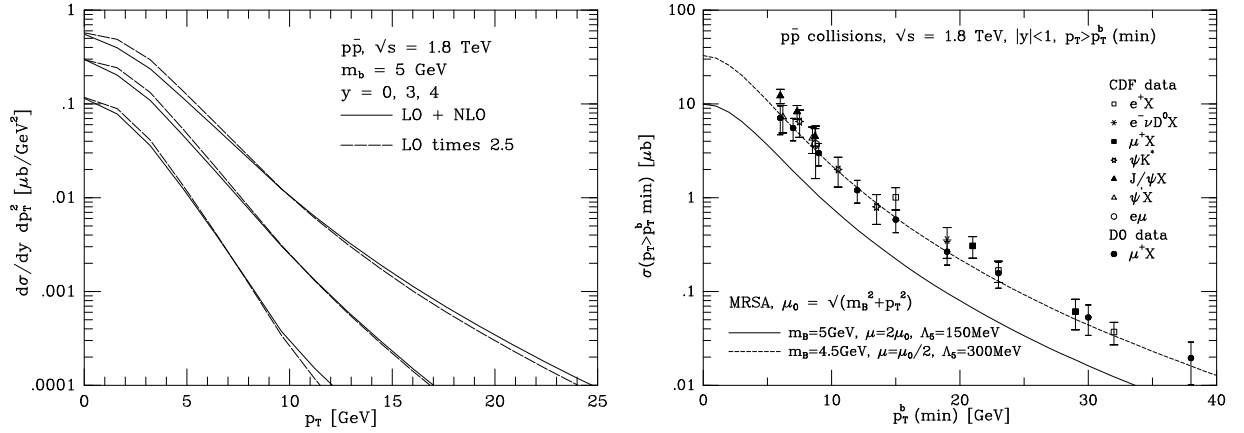 1
.1
.01
.001
.0001
dσ/dy dp_T^2 [μb/GeV^2]
pp̄, √s = 1.8 TeV
m_b = 5 GeV
y = 0, 3, 4
LO + NLO
LO times 2.5
0 5 10 15 20 25
p_T [GeV]
100
10
1
.1
.01
σ(p_T>p_T^b min) [μb]
pp̄ collisions, √s = 1.8 TeV, |y|<1, p_T>p_T^b (min)
CDF data
e^+X
e^-νD^0X
μ^+X
ψK^*
J/ψX
ψ'X
eμ
D0 data
μ^+X
MRSA, μ_0 = √(m_B^2+p_T^2)
m_B=5GeV, μ=2μ_0, Λ_5=150MeV
m_B=4.5GeV, μ=μ_0/2, Λ_5=300MeV
0 10 20 30 40
p_T^b (min) [GeV]